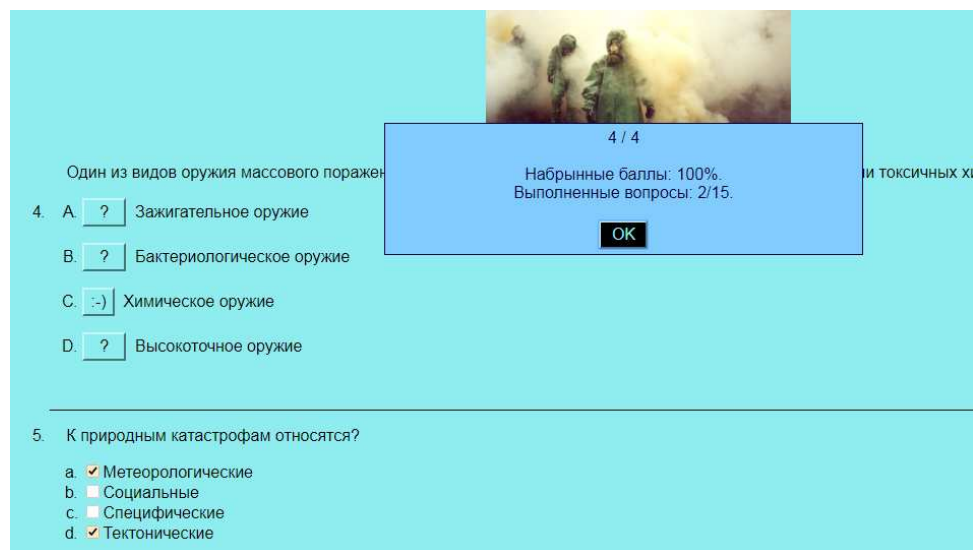 4 / 4
Набрынные баллы: 100%.
Выполненные вопросы: 2/15.
OK
Один из видов оружия массового поражен и токсичных
4. A. ? Зажигательное оружие
B. ? Бактериологическое оружие
C. :-) Химическое оружие
D. ? Высокоточное оружие
5. К природным катастрофам относятся?
a. Метеорологические
b. Социальные
c. Специфические
d. Тектонические